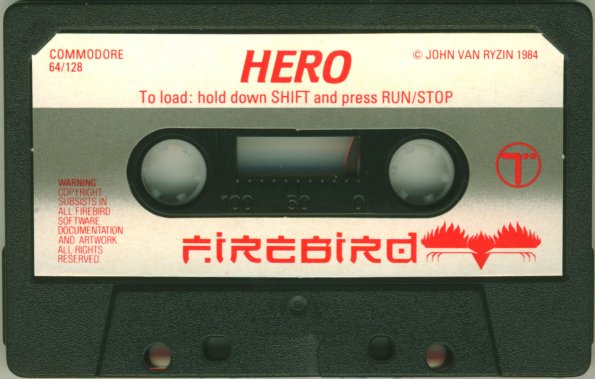 COMMODORE
64/128
HERO
© JOHN VAN RYZIN 1984
To load: hold down SHIFT and press RUN/STOP
100 50 0
WARNING
COPYRIGHT
SUBSISTS IN
ALL FIREBIRD
SOFTWARE
DOCUMENTATION
AND ARTWORK
ALL RIGHTS
RESERVED
T
FIREBIRD